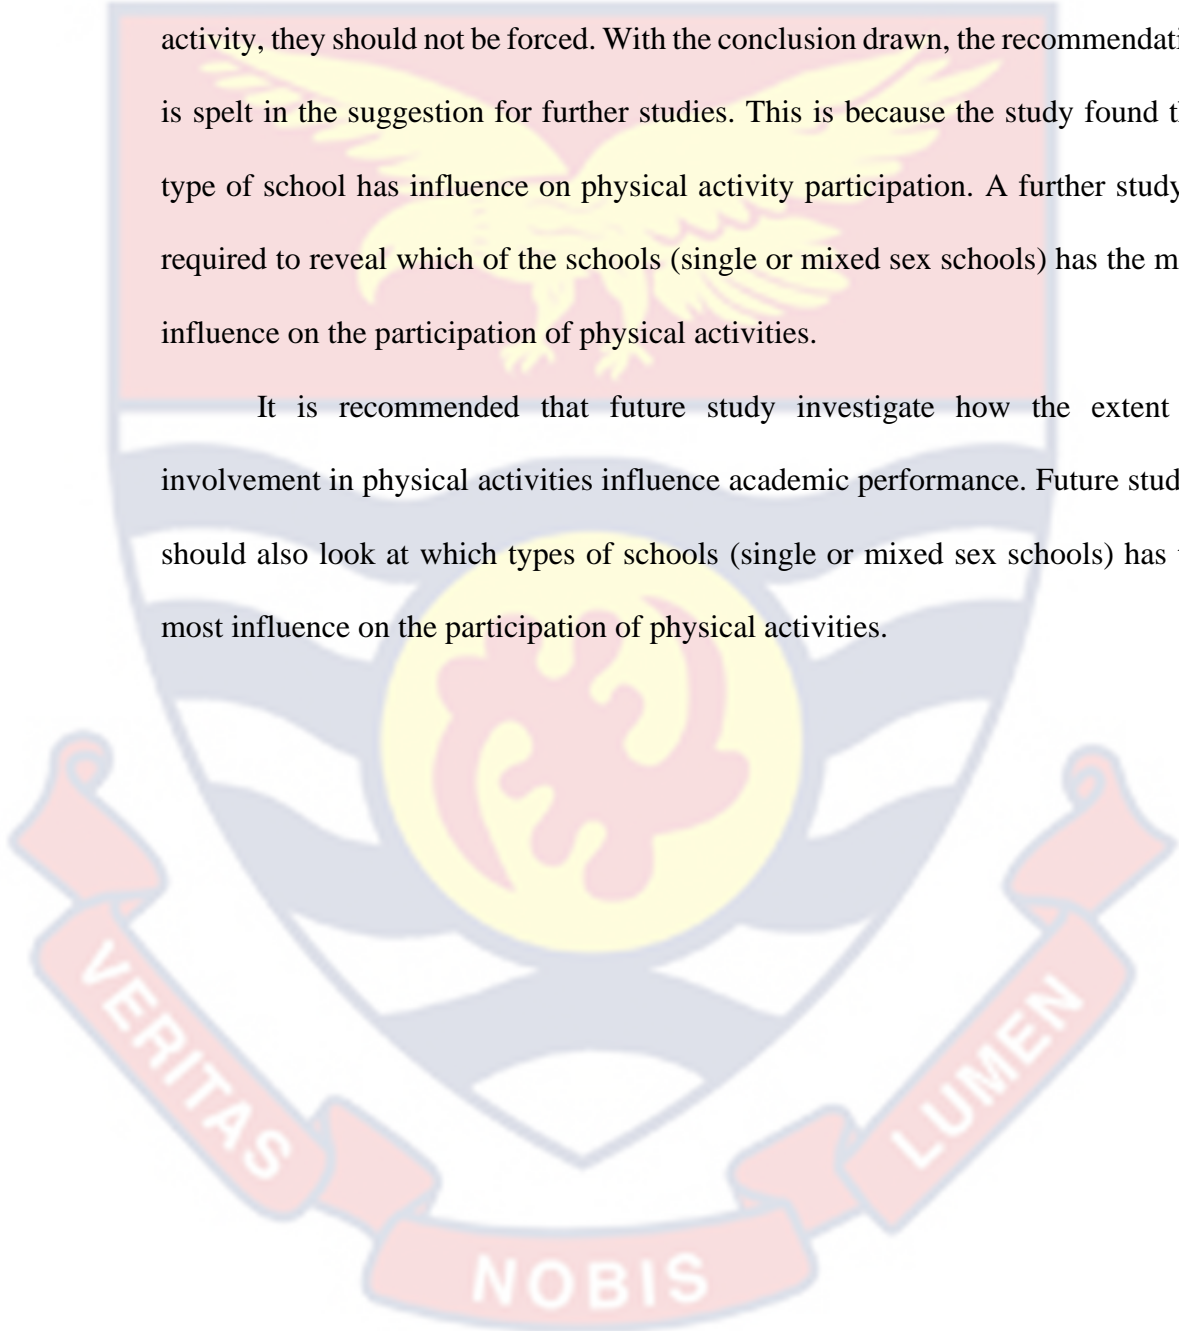 activity, they should not be forced. With the conclusion drawn, the recommendati
is spelt in the suggestion for further studies. This is because the study found t
type of school has influence on physical activity participation. A further study
required to reveal which of the schools (single or mixed sex schools) has the m
influence on the participation of physical activities.
It is recommended that future study investigate how the extent
involvement in physical activities influence academic performance. Future stud
should also look at which types of schools (single or mixed sex schools) has
most influence on the participation of physical activities.
VERITAS
NOBIS
LUMEN